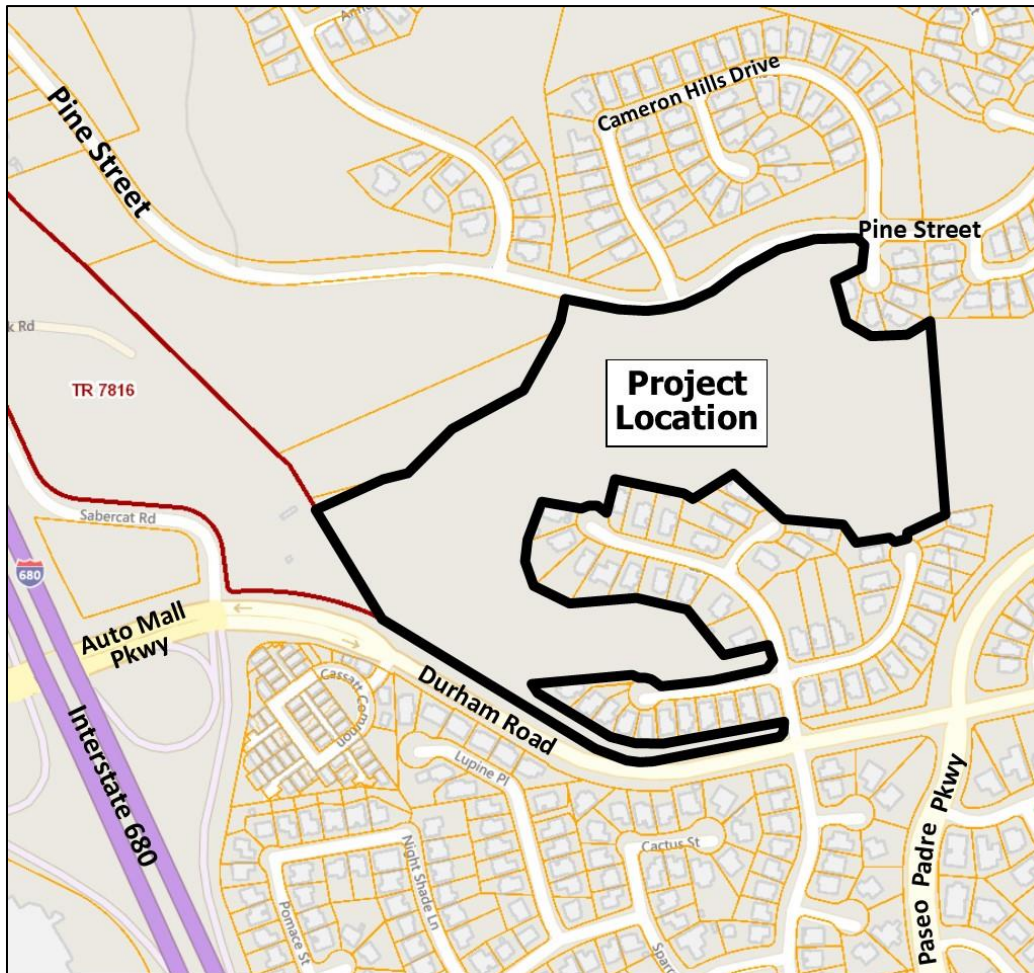 Pine Street
Cameron Hills Drive
Pine Street
Project
Location
TR 7816
Sabercat Rd
680
Auto Mall
Pkwy
Interstate 680
Durham Road
Cassatt Common
Lupine Pl
Night Shade Ln
Pomace St
Cactus St
Paseo Padre Pkwy